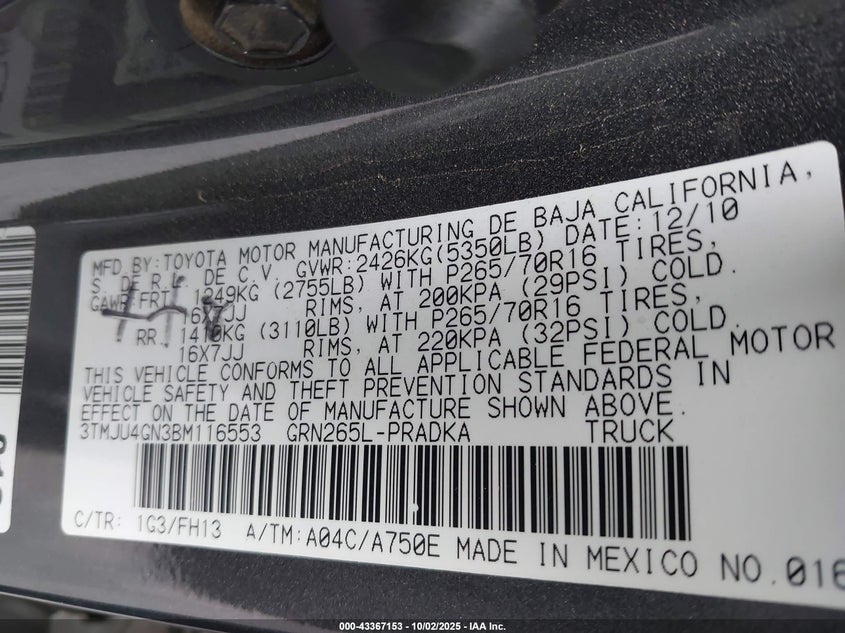 MFD.BY:TOYOTA MOTOR MANUFACTURING DE BAJA CALIFORNIA,
S. DE R.L. DE C.V. GVWR:2426KG(5350LB) DATE:12/10
GAWR:FRT. 1249KG (2755LB) WITH P265/70R16 TIRES,
16X7JJ RIMS, AT 200KPA (29PSI) COLD.
RR. 1410KG (3110LB) WITH P265/70R16 TIRES,
16X7JJ RIMS, AT 220KPA (32PSI) COLD.
THIS VEHICLE CONFORMS TO ALL APPLICABLE FEDERAL MOTOR
VEHICLE SAFETY AND THEFT PREVENTION STANDARDS IN
EFFECT ON THE DATE OF MANUFACTURE SHOWN ABOVE.
3TMJU4GN3BM116553 GRN265L-PRADKA TRUCK
C/TR: 1G3/FH13 A/TM:A04C/A750E MADE IN MEXICO NO.016
000-43367153 - 10/02/2025 - IAA Inc.